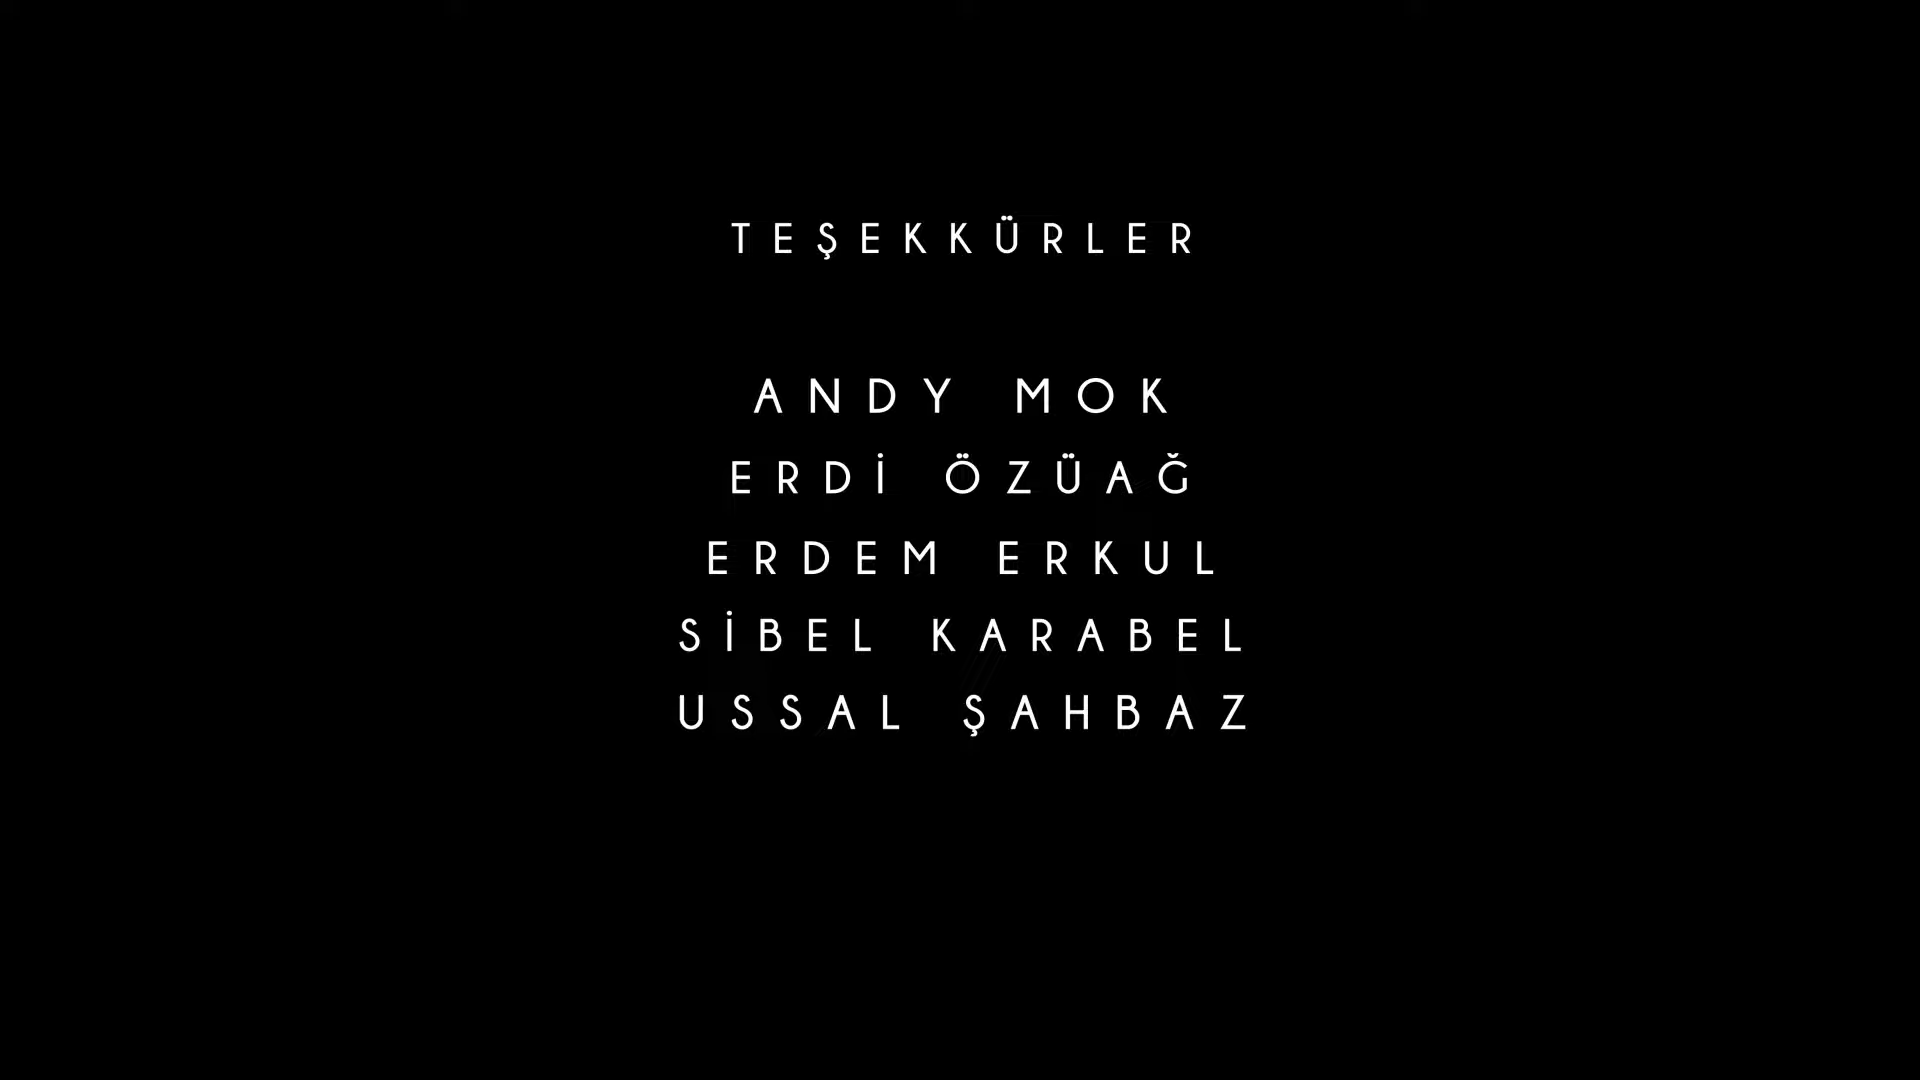 TEŞEKKÜRLER
ANDY MOK
ERDİ ÖZÜAĞ
ERDEM ERKUL
SİBEL KARABEL
USSAL ŞAHBAZ